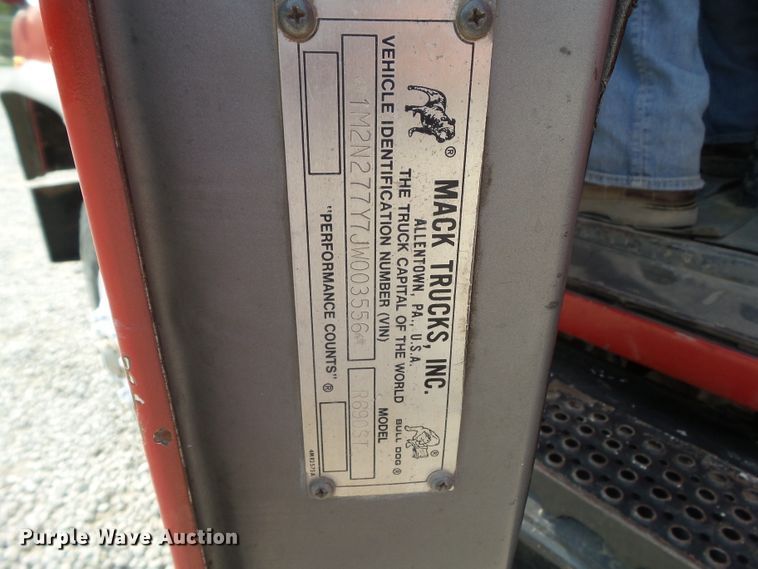 MACK TRUCKS, INC.
ALLENTOWN, PA., U.S.A.
THE TRUCK CAPITAL OF THE WORLD
BULL DOG ®
VEHICLE IDENTIFICATION NUMBER (VIN)
MODEL
1M2N277Y7JW003556
R690ST
"PERFORMANCE COUNTS" ®
Purple Wave Auction